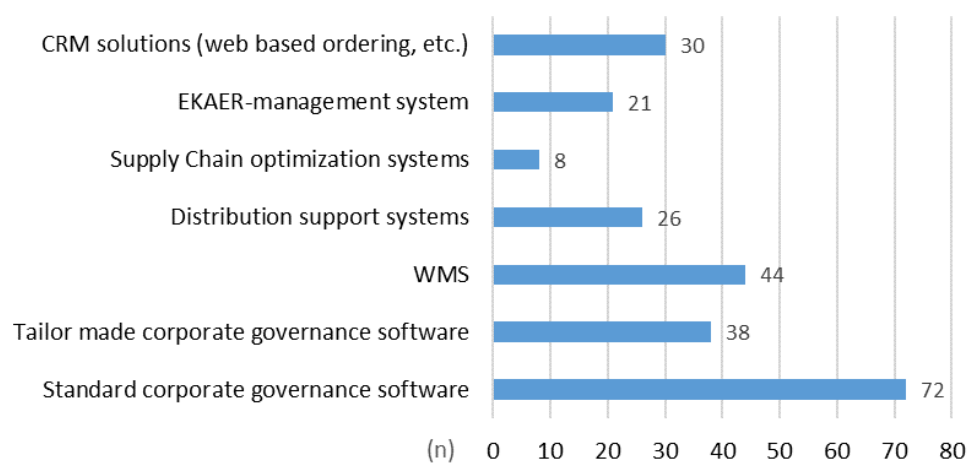 CRM solutions (web based ordering, etc.) 30
EKAER-management system 21
Supply Chain optimization systems 8
Distribution support systems 26
WMS 44
Tailor made corporate governance software 38
Standard corporate governance software 72
(n) 0 10 20 30 40 50 60 70 80